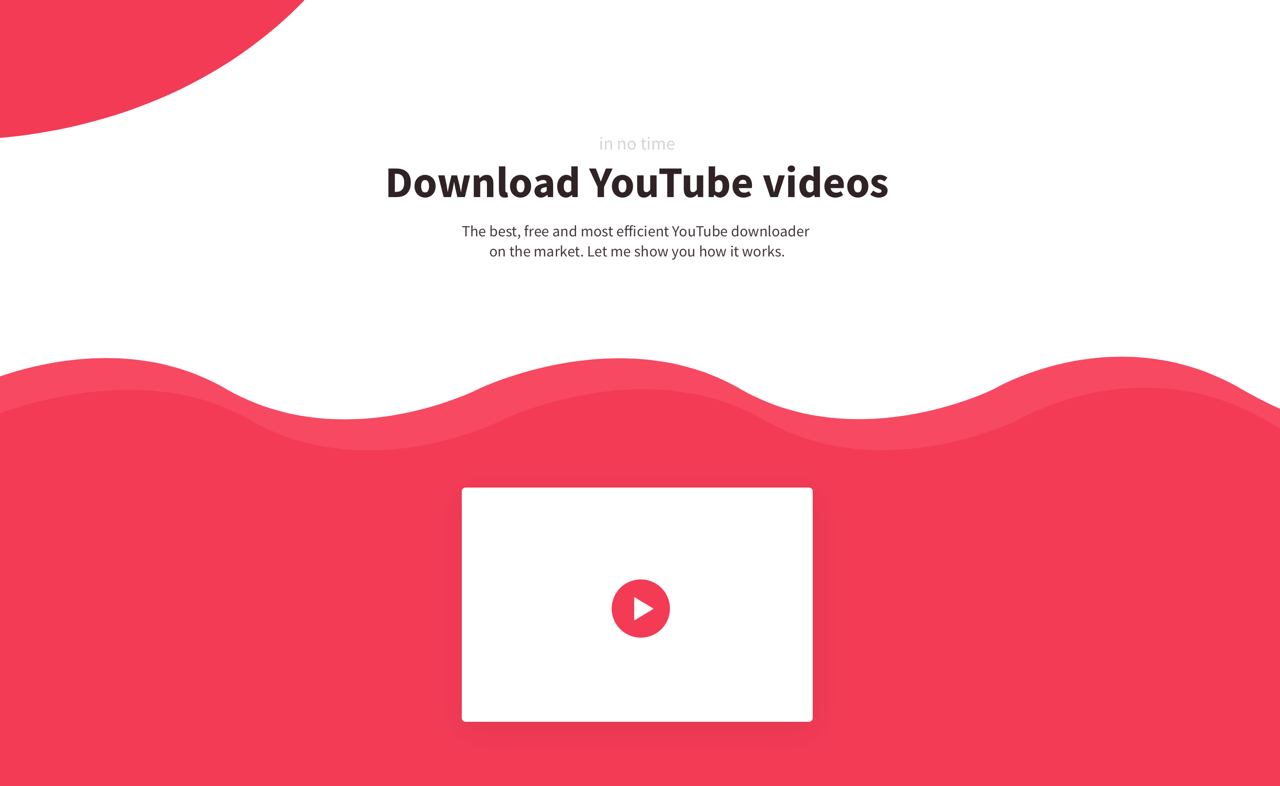 in no time
Download YouTube videos
The best, free and most efficient YouTube downloader
on the market. Let me show you how it works.